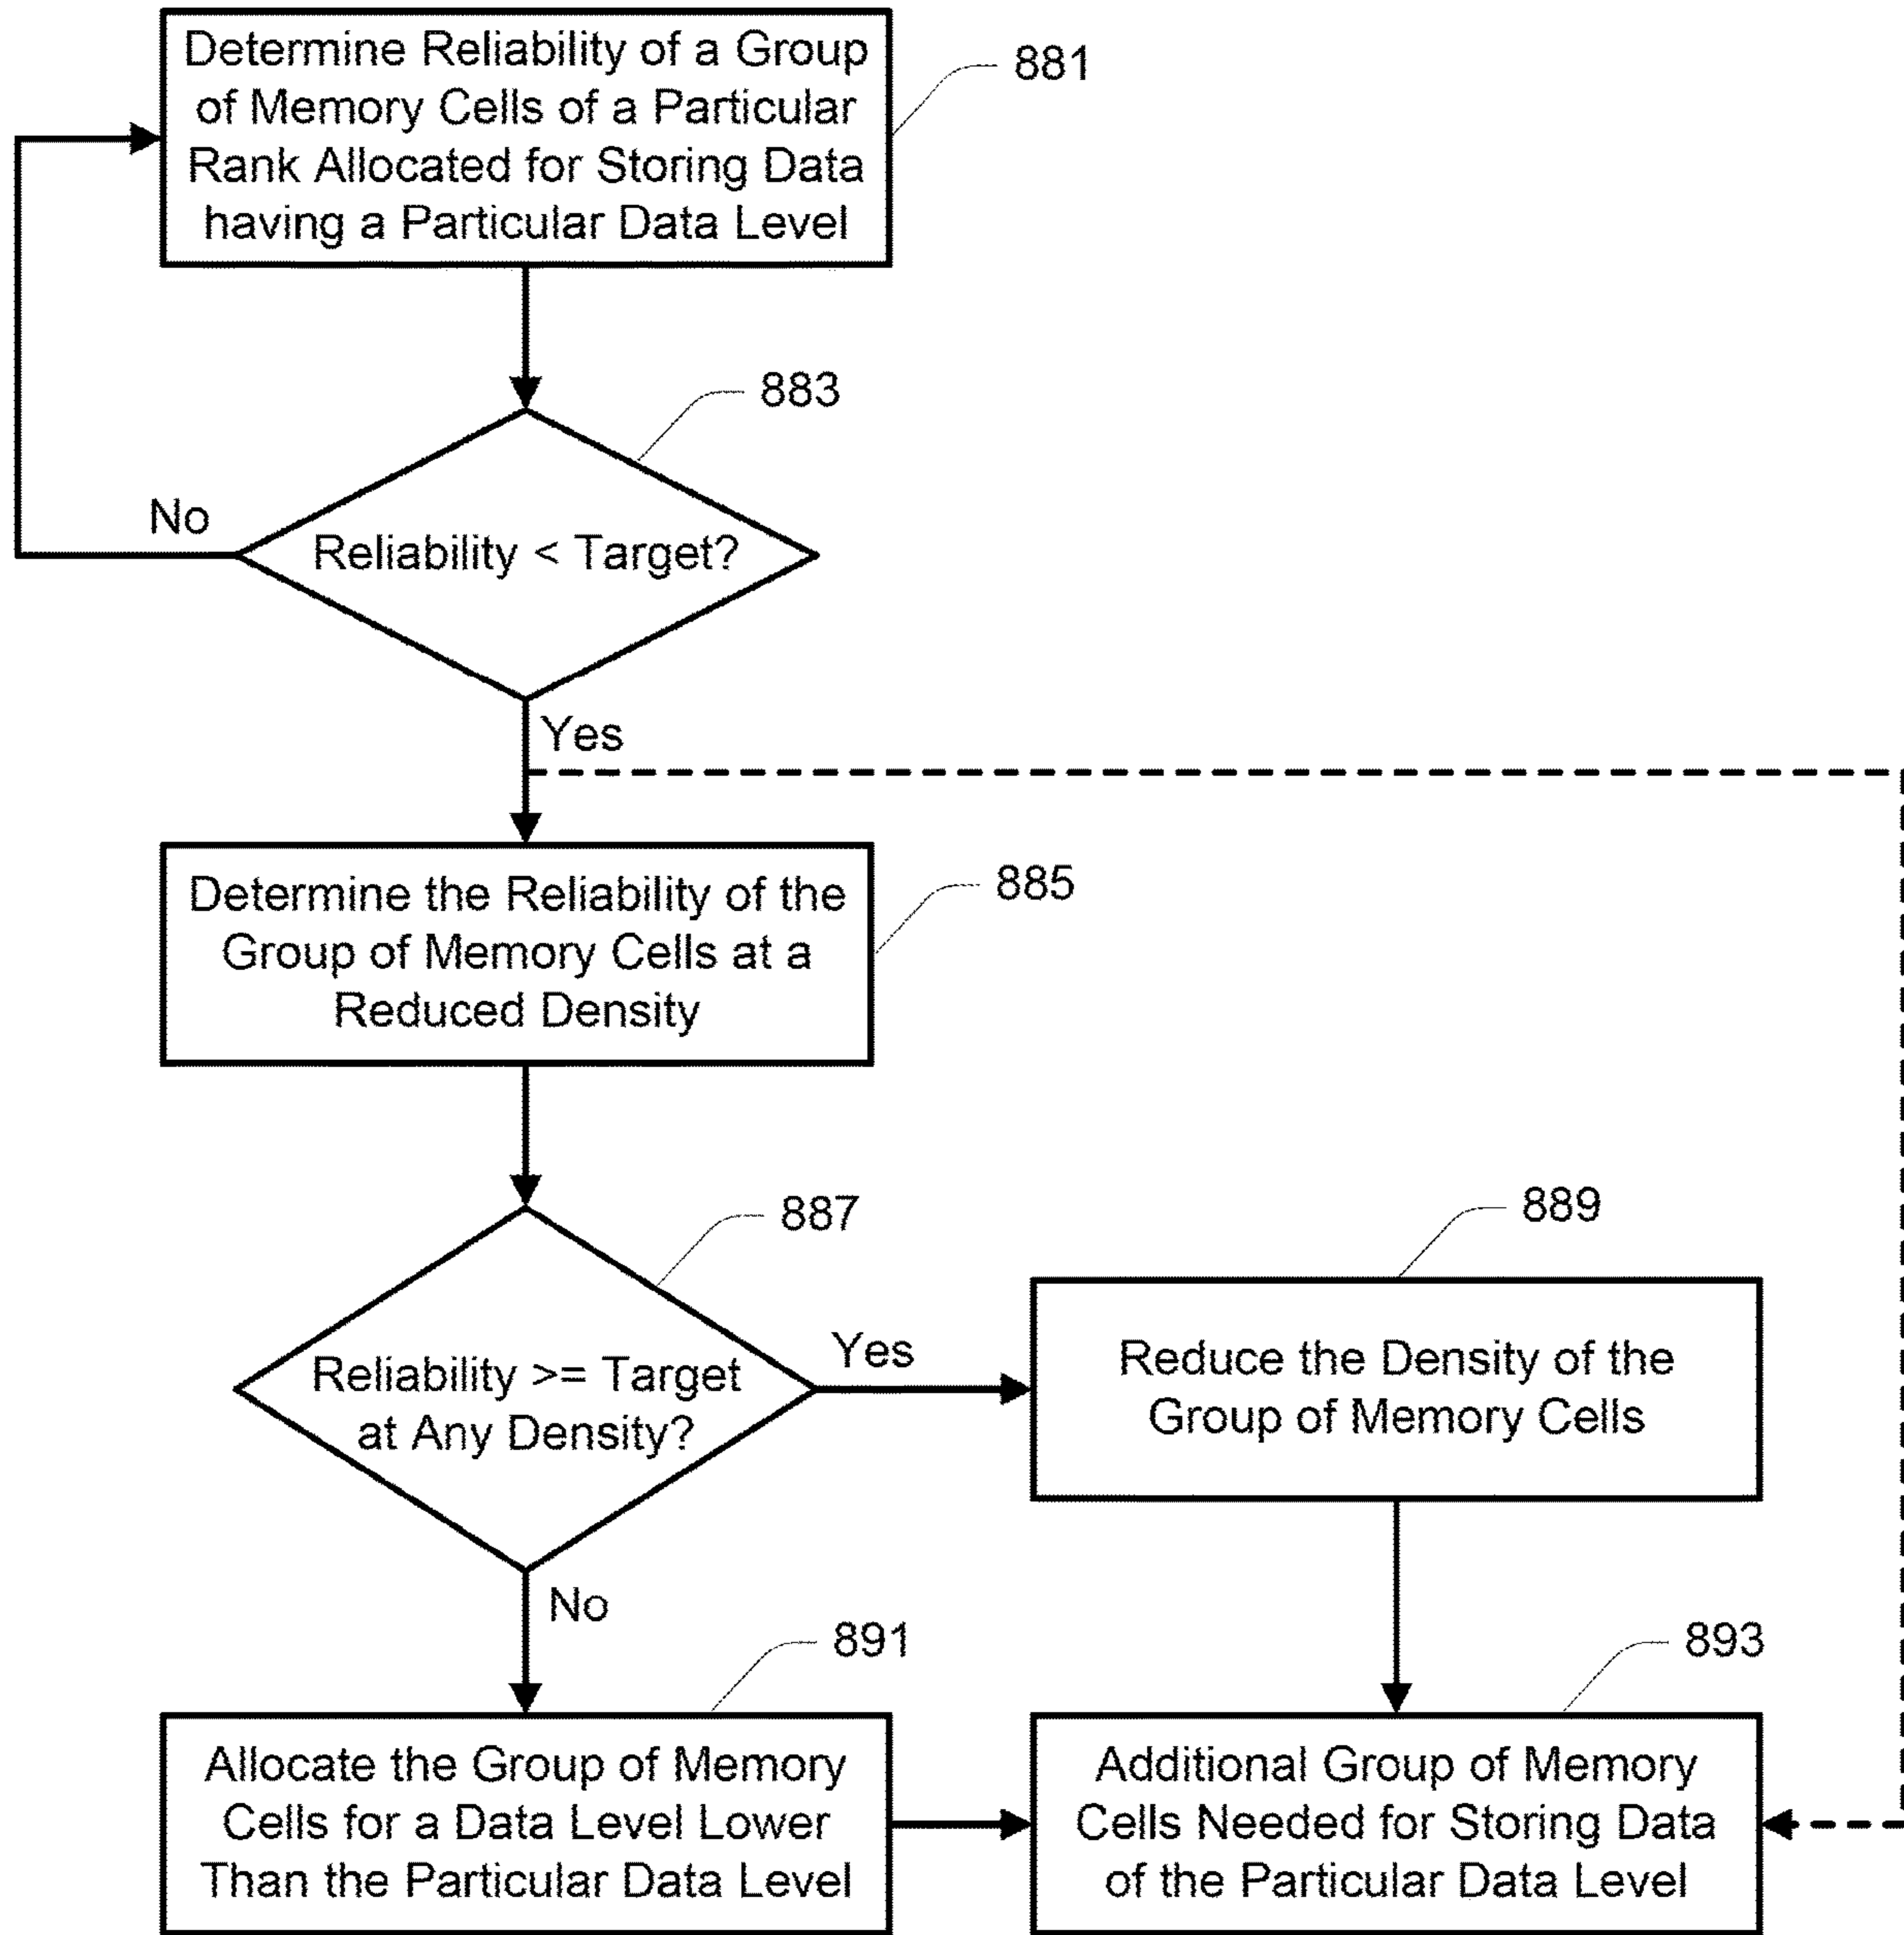 Determine Reliability of a Group
of Memory Cells of a Particular
Rank Allocated for Storing Data
having a Particular Data Level
881
883
No
Reliability < Target?
Yes
Determine the Reliability of the
Group of Memory Cells at a
Reduced Density
885
887
889
Reliability >= Target
at Any Density?
Yes
Reduce the Density of the
Group of Memory Cells
No
891
893
Allocate the Group of Memory
Cells for a Data Level Lower
Than the Particular Data Level
Additional Group of Memory
Cells Needed for Storing Data
of the Particular Data Level